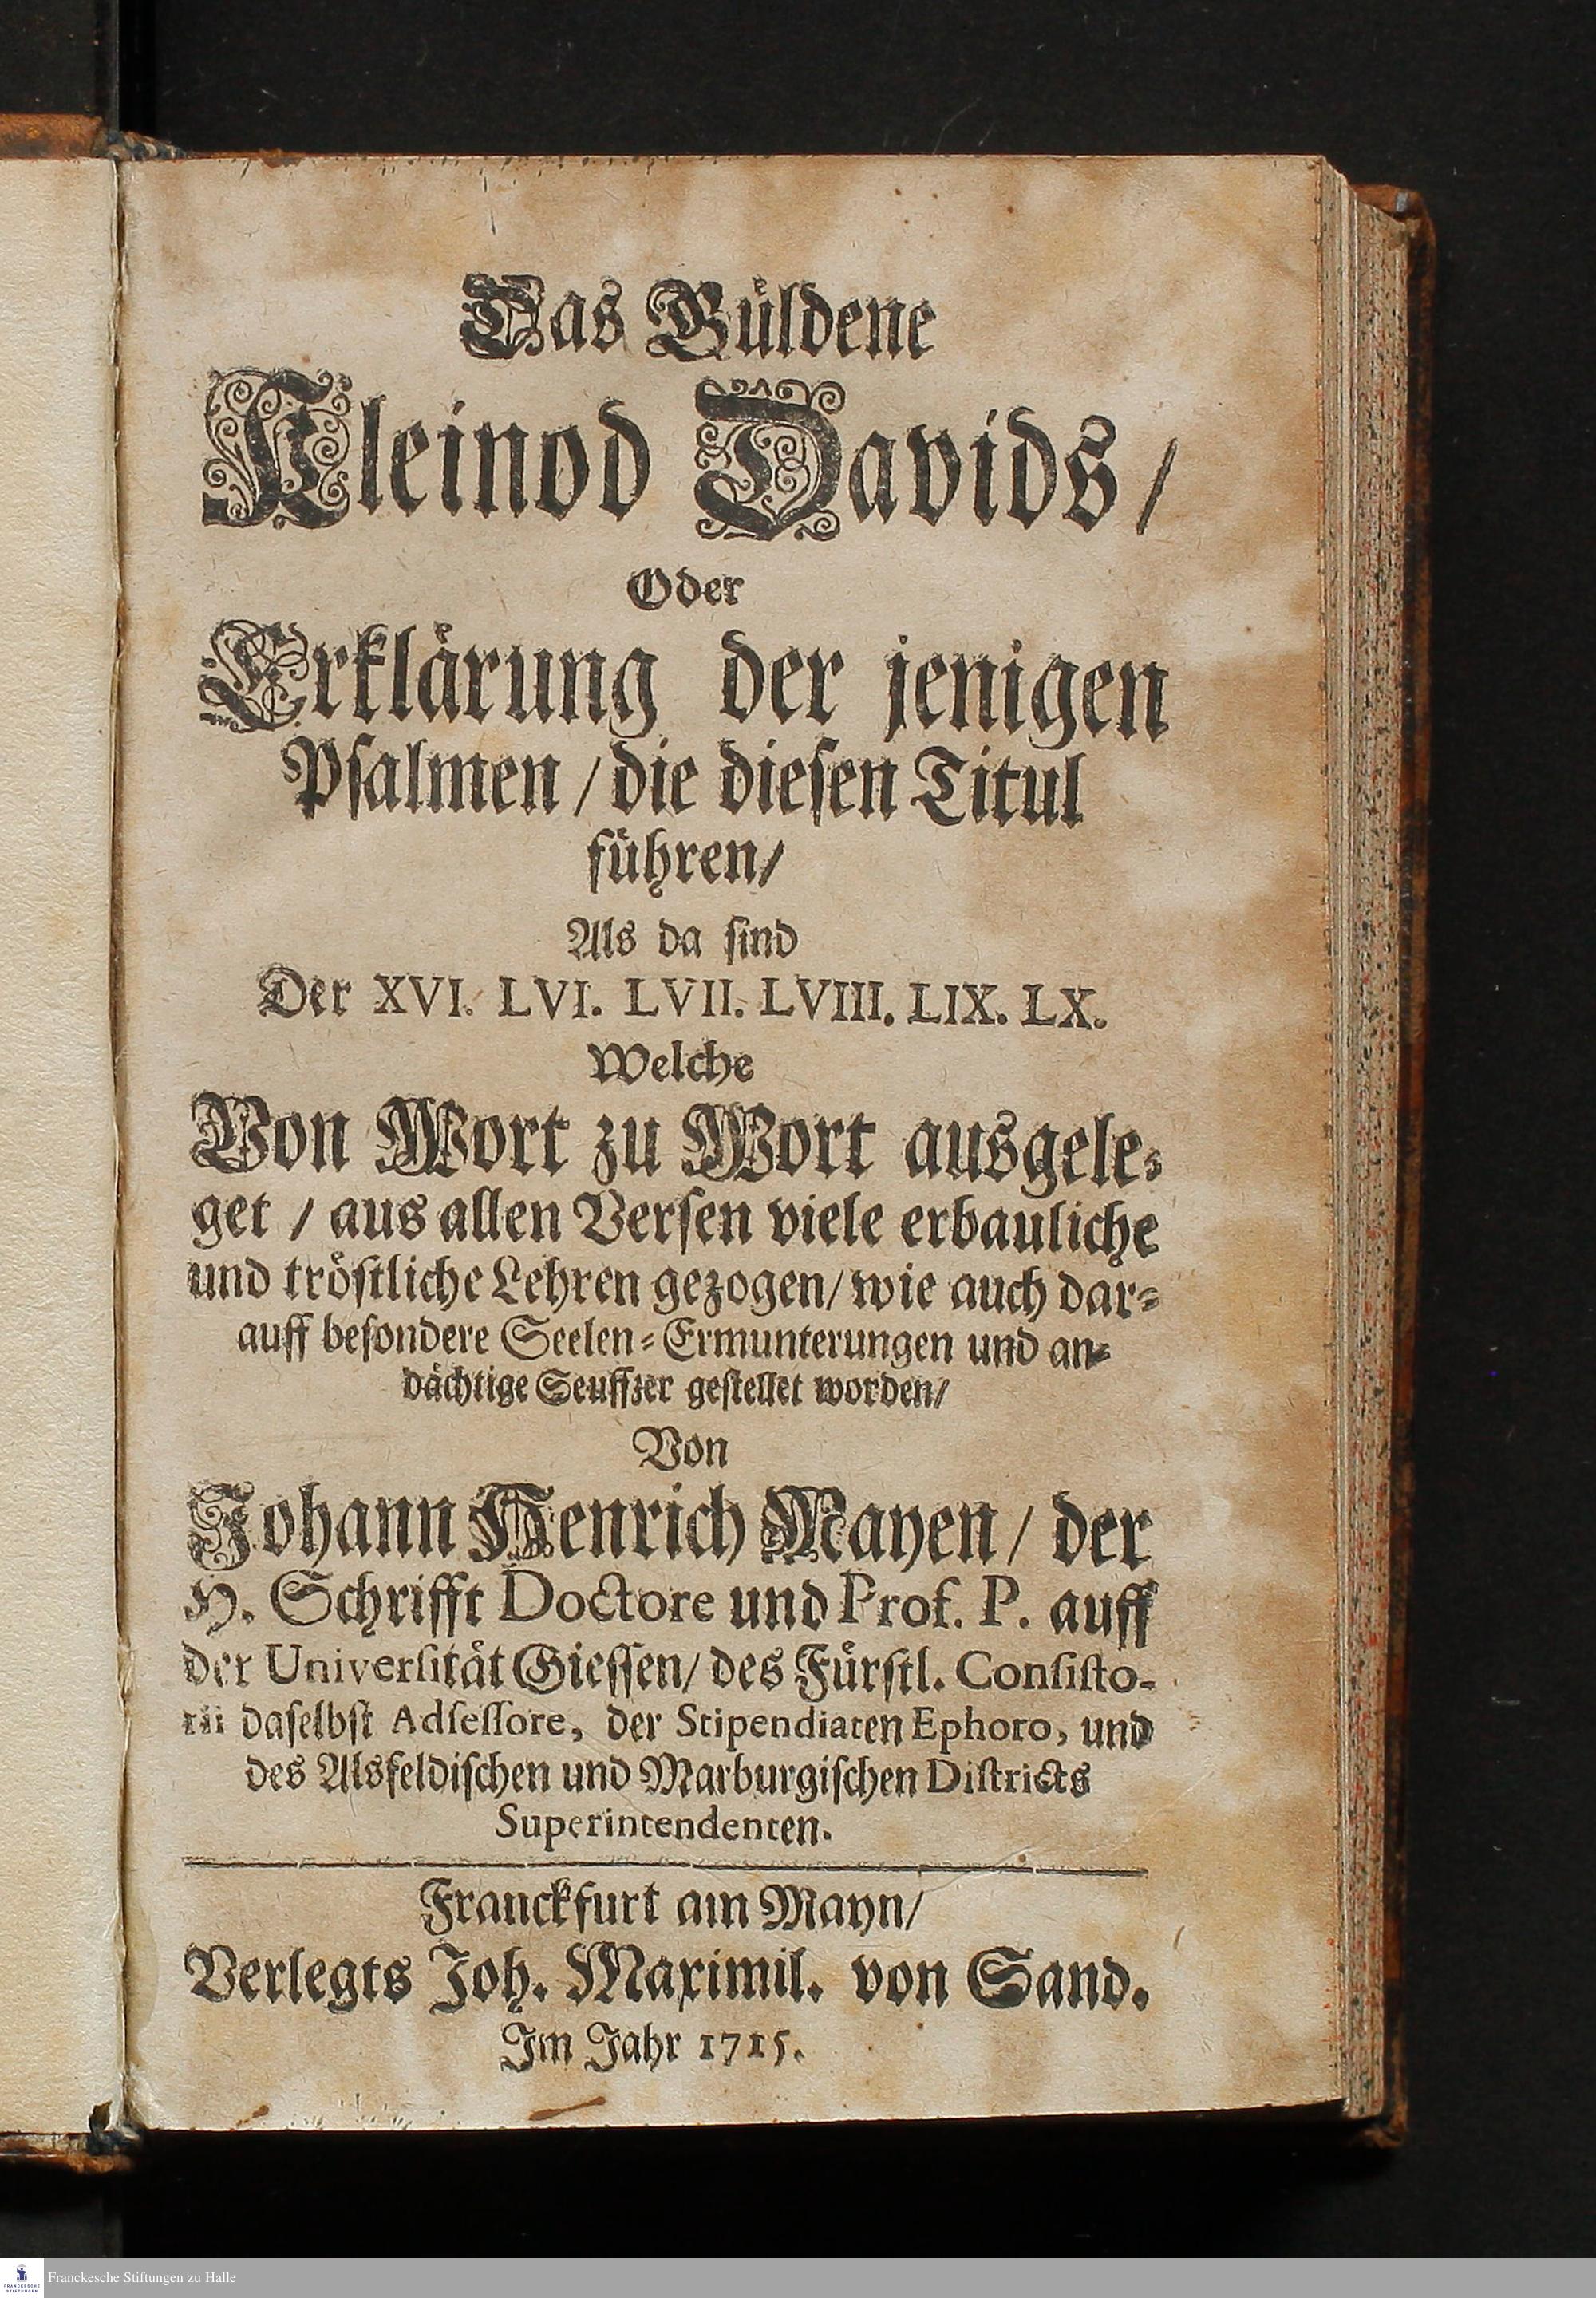 Das Güldene
Kleinod Davids /
Oder
Erklärung der jenigen
Psalmen / die diesen Titul
führen /
Als da sind
Der XVI. LVI. LVII. LVIII. LIX. LX.
Welche
Von Wort zu Wort ausgele-
get / aus allen Versen viele erbauliche
und tröstliche Lehren gezogen / wie auch dar-
auff besondere Seelen-Ermunterungen und an-
dächtige Seuffzer gestellet worden /
Von
Johann Henrich Mayen / der
H. Schrifft Doctore und Prof. P. auff
der Universität Giessen / des Fürstl. Consisto-
rii daselbst Adsessore, der Stipendiaten Ephoro, und
des Alsfeldischen und Marburgischen Districts
Superintendenten.
Franckfurt am Mayn /
Verlegts Joh. Maximil. von Sand.
Im Jahr 1715.
FRANCKESCHE STIFTUNGEN
Franckesche Stiftungen zu Halle